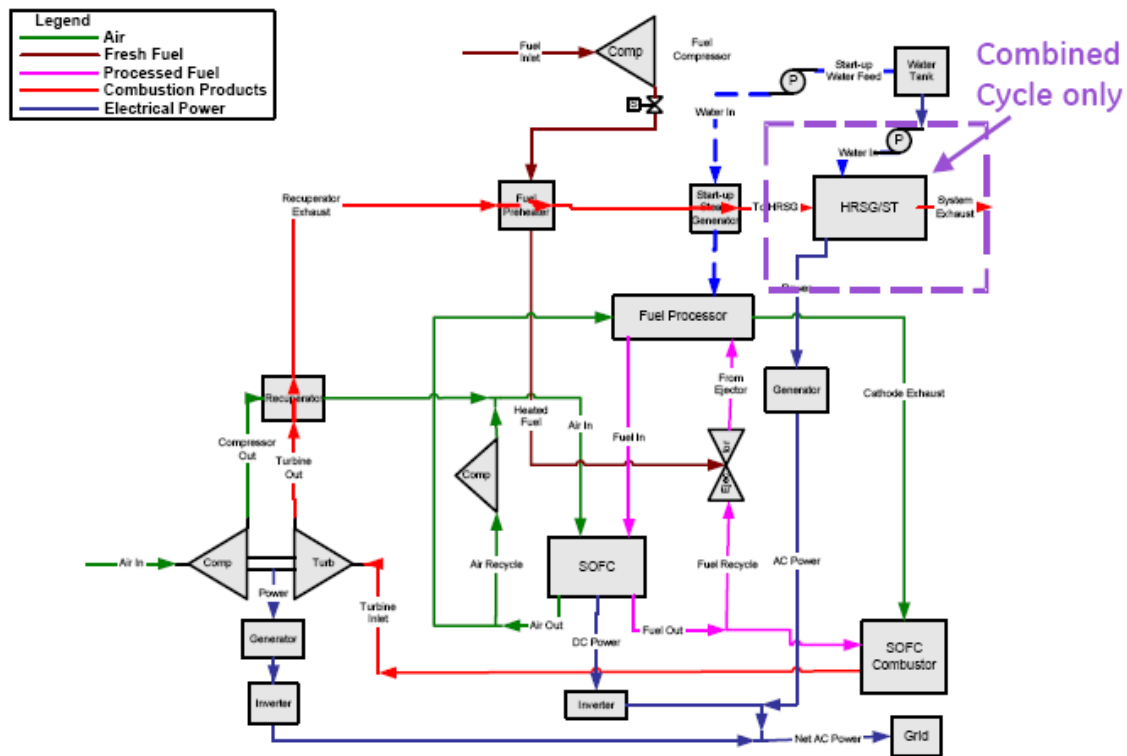 Legend
Air
Fresh Fuel
Processed Fuel
Combustion Products
Electrical Power
Fuel
Inlet
Comp
Fuel
Compressor
S
Start-up
Water Feed
P
Water
Tank
Combined
Cycle only
Water In
P
Water In
Recuperator
Exhaust
Fuel
Preheater
Start-up
Steam
Generator
To HRSG
HRSG/ST
System
Exhaust
Power
Fuel Processor
Recuperator
Compressor
Out
Turbine
Out
Comp
Heated
Fuel
Air In
Fuel In
From
Ejector
Ejector
Generator
Cathode Exhaust
Air In
Comp
Turb
Power
Turbine
Inlet
Air Recycle
SOFC
Fuel Recycle
AC Power
Air Out
DC Power
Fuel Out
SOFC
Combustor
Generator
Inverter
Inverter
Net AC Power
Grid